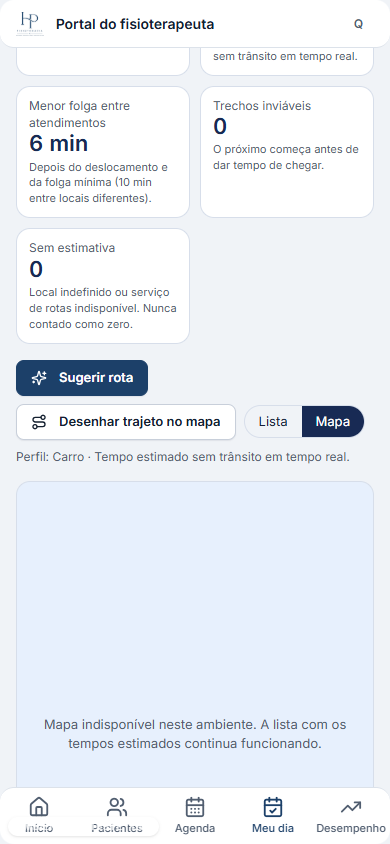 HP
Portal do fisioterapeuta
Q
sem trânsito em tempo real.
Menor folga entre
atendimentos
6 min
Depois do deslocamento e
da folga mínima (10 min
entre locais diferentes).
Trechos inviáveis
0
O próximo começa antes de
dar tempo de chegar.
Sem estimativa
0
Local indefinido ou serviço
de rotas indisponível. Nunca
contado como zero.
Sugerir rota
Desenhar trajeto no mapa
Lista
Mapa
Perfil: Carro · Tempo estimado sem trânsito em tempo real.
Mapa indisponível neste ambiente. A lista com os
tempos estimados continua funcionando.
Início
Pacientes
Agenda
Meu dia
Desempenho